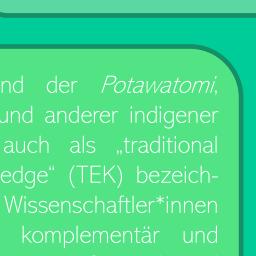 nd der Potawatomi,
und anderer indigener
auch als „traditional
edge“ (TEK) bezeich-
Wissenschaftler*innen
komplementär und